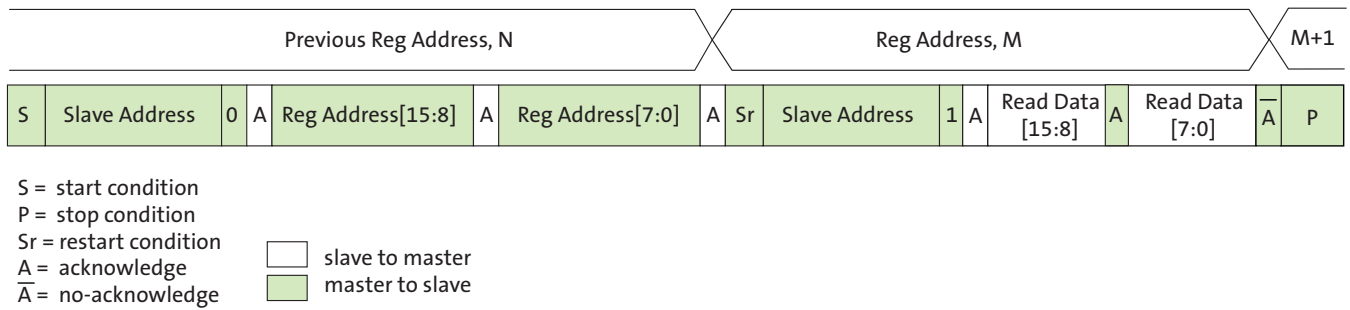 Previous Reg Address, N Reg Address, M M+1
S Slave Address 0 A Reg Address[15:8] A Reg Address[7:0] A Sr Slave Address 1 A Read Data [15:8] A Read Data [7:0] A̅ P
S = start condition
P = stop condition
Sr = restart condition
A = acknowledge
A̅ = no-acknowledge
slave to master
master to slave